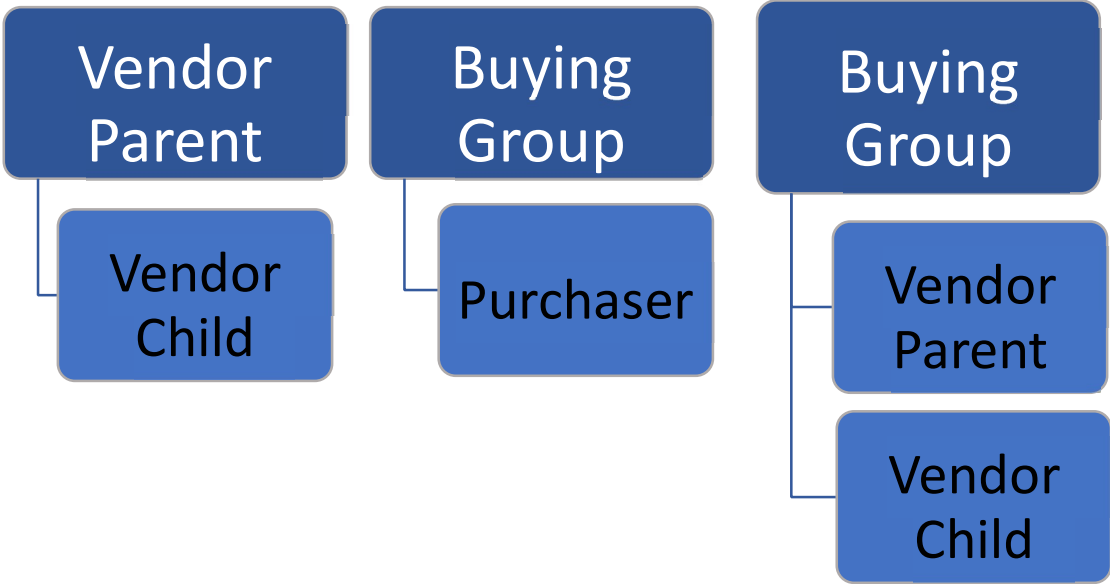 Vendor
Parent
Vendor
Child
Buying
Group
Purchaser
Buying
Group
Vendor
Parent
Vendor
Child